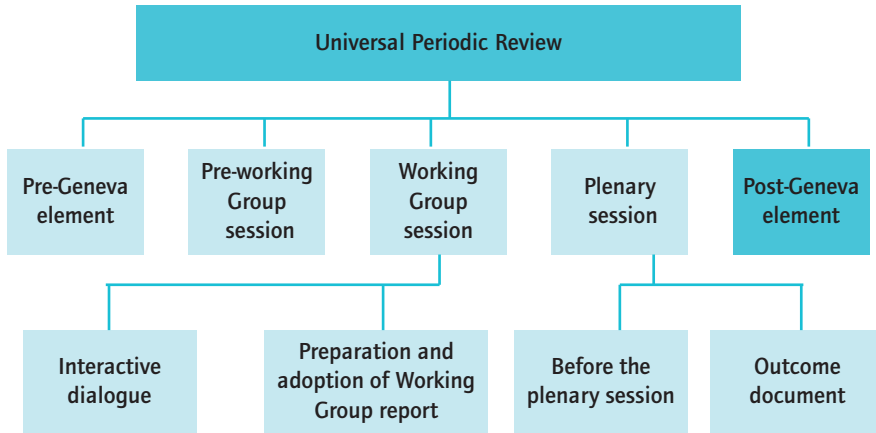 Universal Periodic Review
Pre-Geneva
element
Pre-working
Group
session
Working
Group
session
Plenary
session
Post-Geneva
element
Interactive
dialogue
Preparation and
adoption of Working
Group report
Before the
plenary session
Outcome
document